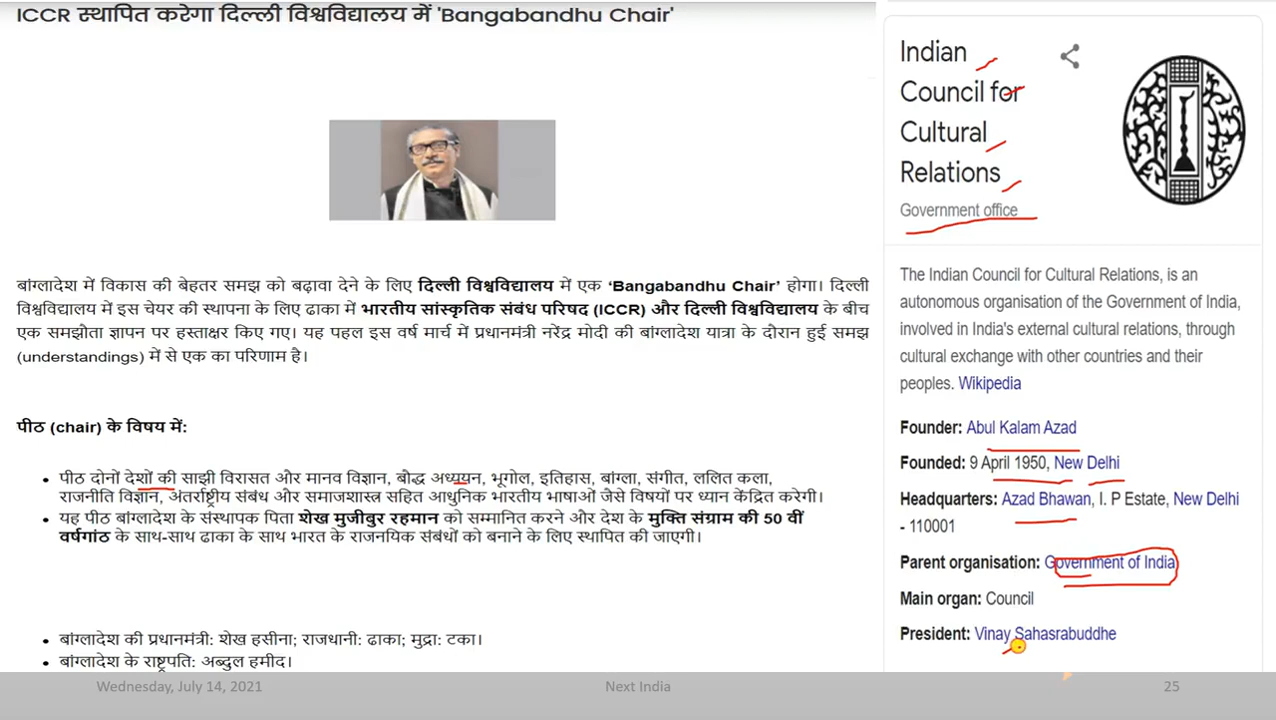 ICCR स्थापित करेगा दिल्ली विश्वविद्यालय में 'Bangabandhu Chair'
बांग्लादेश में विकास की बेहतर समझ को बढ़ावा देने के लिए दिल्ली विश्वविद्यालय में एक ‘Bangabandhu Chair’ होगा। दिल्ली
विश्वविद्यालय में इस चेयर की स्थापना के लिए ढाका में भारतीय सांस्कृतिक संबंध परिषद (ICCR) और दिल्ली विश्वविद्यालय के बीच
एक समझौता ज्ञापन पर हस्ताक्षर किए गए। यह पहल इस वर्ष मार्च में प्रधानमंत्री नरेंद्र मोदी की बांग्लादेश यात्रा के दौरान हुई समझ
(understandings) में से एक का परिणाम है।
पीठ (chair) के विषय में:
• पीठ दोनों देशों की साझी विरासत और मानव विज्ञान, बौद्ध अध्ययन, भूगोल, इतिहास, बांग्ला, संगीत, ललित कला,
राजनीति विज्ञान, अंतर्राष्ट्रीय संबंध और समाजशास्त्र सहित आधुनिक भारतीय भाषाओं जैसे विषयों पर ध्यान केंद्रित करेगी।
• यह पीठ बांग्लादेश के संस्थापक पिता शेख मुजीबुर रहमान को सम्मानित करने और देश के मुक्ति संग्राम की 50 वीं
वर्षगांठ के साथ-साथ ढाका के साथ भारत के राजनयिक संबंधों को बनाने के लिए स्थापित की जाएगी।
• बांग्लादेश की प्रधानमंत्री: शेख हसीना; राजधानी: ढाका; मुद्रा: टका।
• बांग्लादेश के राष्ट्रपति: अब्दुल हमीद।
Indian
Council for
Cultural
Relations
Government office
The Indian Council for Cultural Relations, is an
autonomous organisation of the Government of India,
involved in India's external cultural relations, through
cultural exchange with other countries and their
peoples. Wikipedia
Founder: Abul Kalam Azad
Founded: 9 April 1950, New Delhi
Headquarters: Azad Bhawan, I. P Estate, New Delhi
- 110001
Parent organisation: Government of India
Main organ: Council
President: Vinay Sahasrabuddhe
Wednesday, July 14, 2021
Next India
25